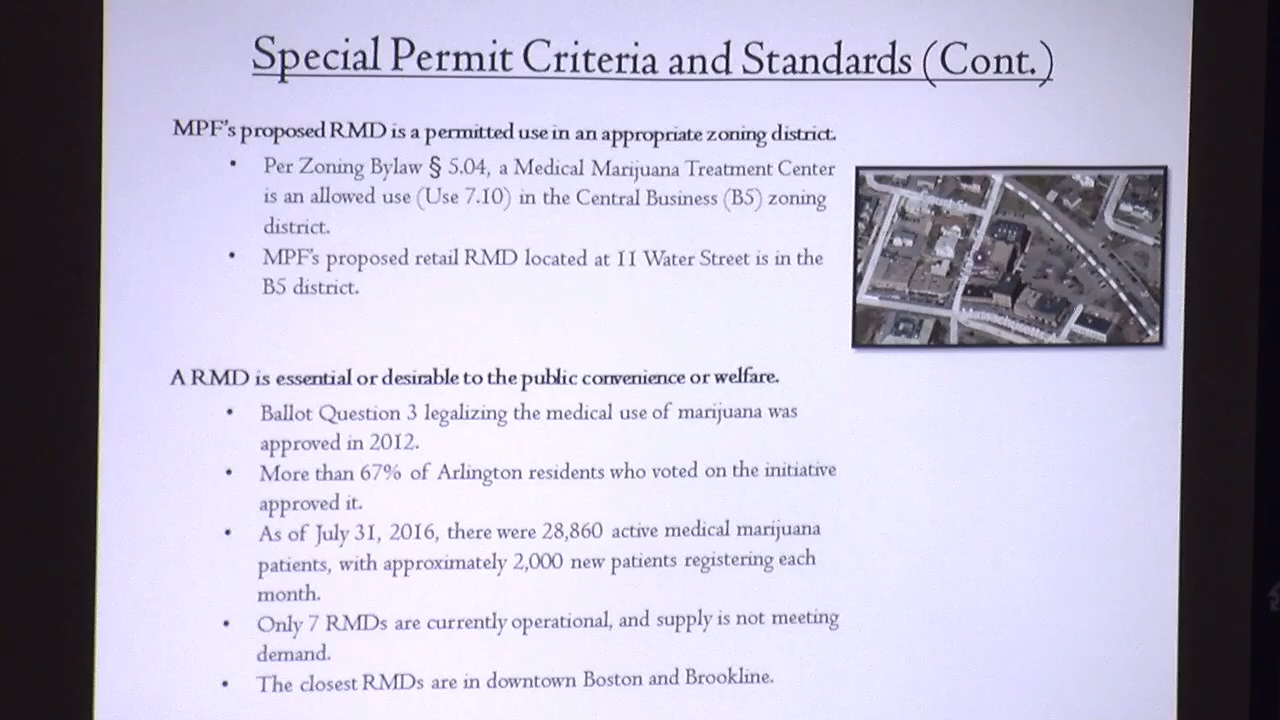 Special Permit Criteria and Standards (Cont.)
MPF's proposed RMD is a permitted use in an appropriate zoning district.
• Per Zoning Bylaw § 5.04, a Medical Marijuana Treatment Center
is an allowed use (Use 7.10) in the Central Business (B5) zoning
district.
• MPF's proposed retail RMD located at 11 Water Street is in the
B5 district.
A RMD is essential or desirable to the public convenience or welfare.
• Ballot Question 3 legalizing the medical use of marijuana was
approved in 2012.
• More than 67% of Arlington residents who voted on the initiative
approved it.
• As of July 31, 2016, there were 28,860 active medical marijuana
patients, with approximately 2,000 new patients registering each
month.
• Only 7 RMDs are currently operational, and supply is not meeting
demand.
• The closest RMDs are in downtown Boston and Brookline.